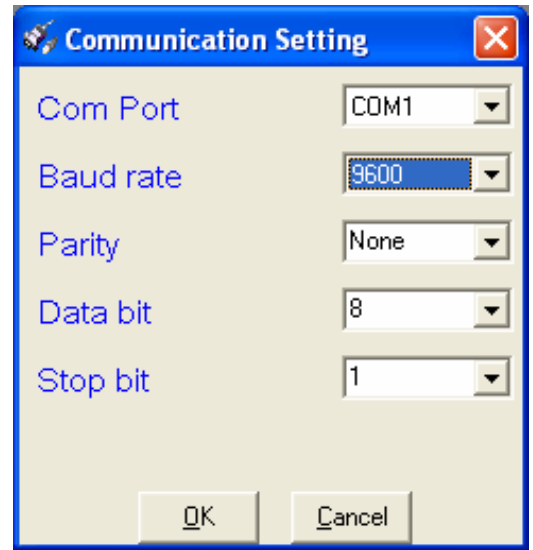 Communication Setting
Com Port COM1
Baud rate 9600
Parity None
Data bit 8
Stop bit 1
OK Cancel